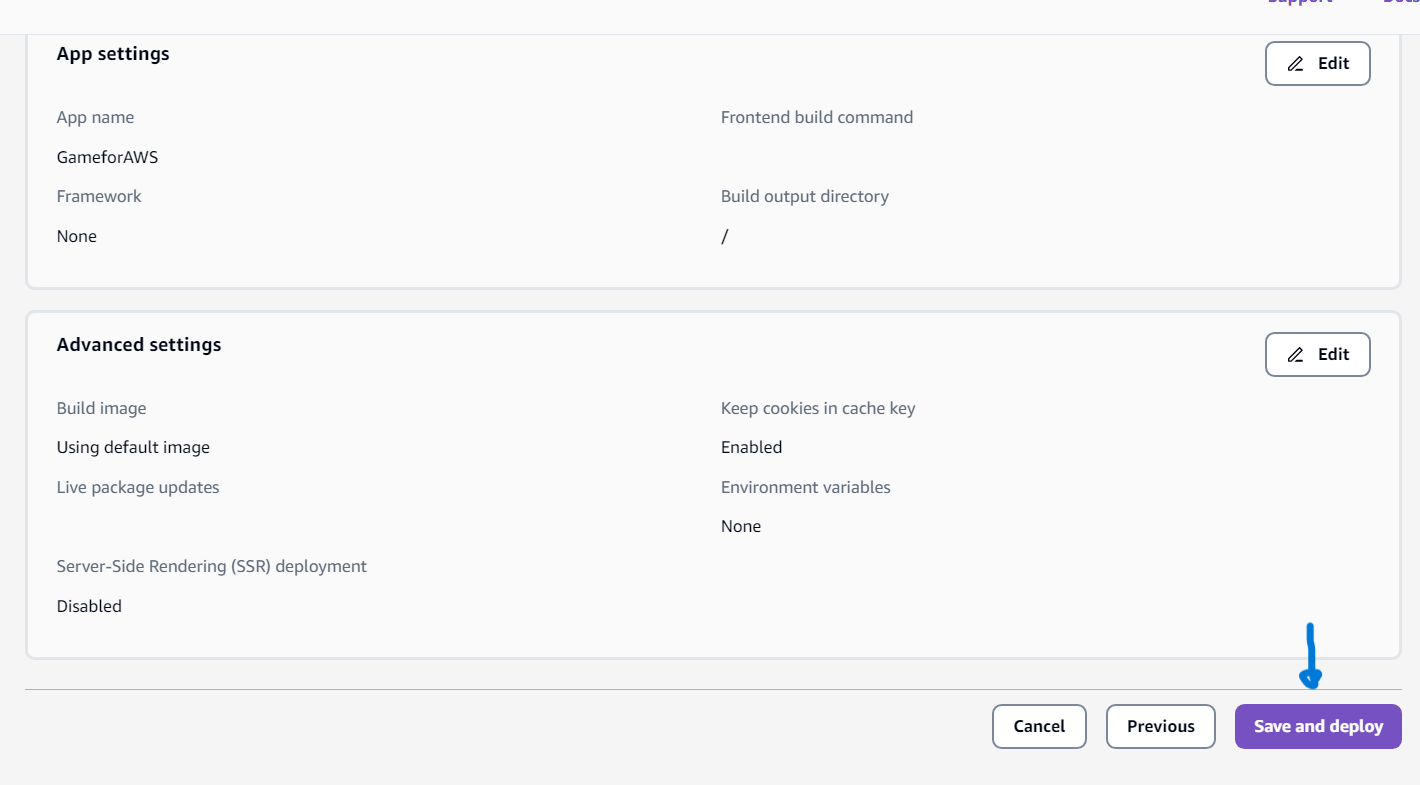 Support Docs
App settings Edit
App name Frontend build command
GameforAWS
Framework Build output directory
None /
Advanced settings Edit
Build image Keep cookies in cache key
Using default image Enabled
Live package updates Environment variables
None
Server-Side Rendering (SSR) deployment
Disabled
Cancel Previous Save and deploy